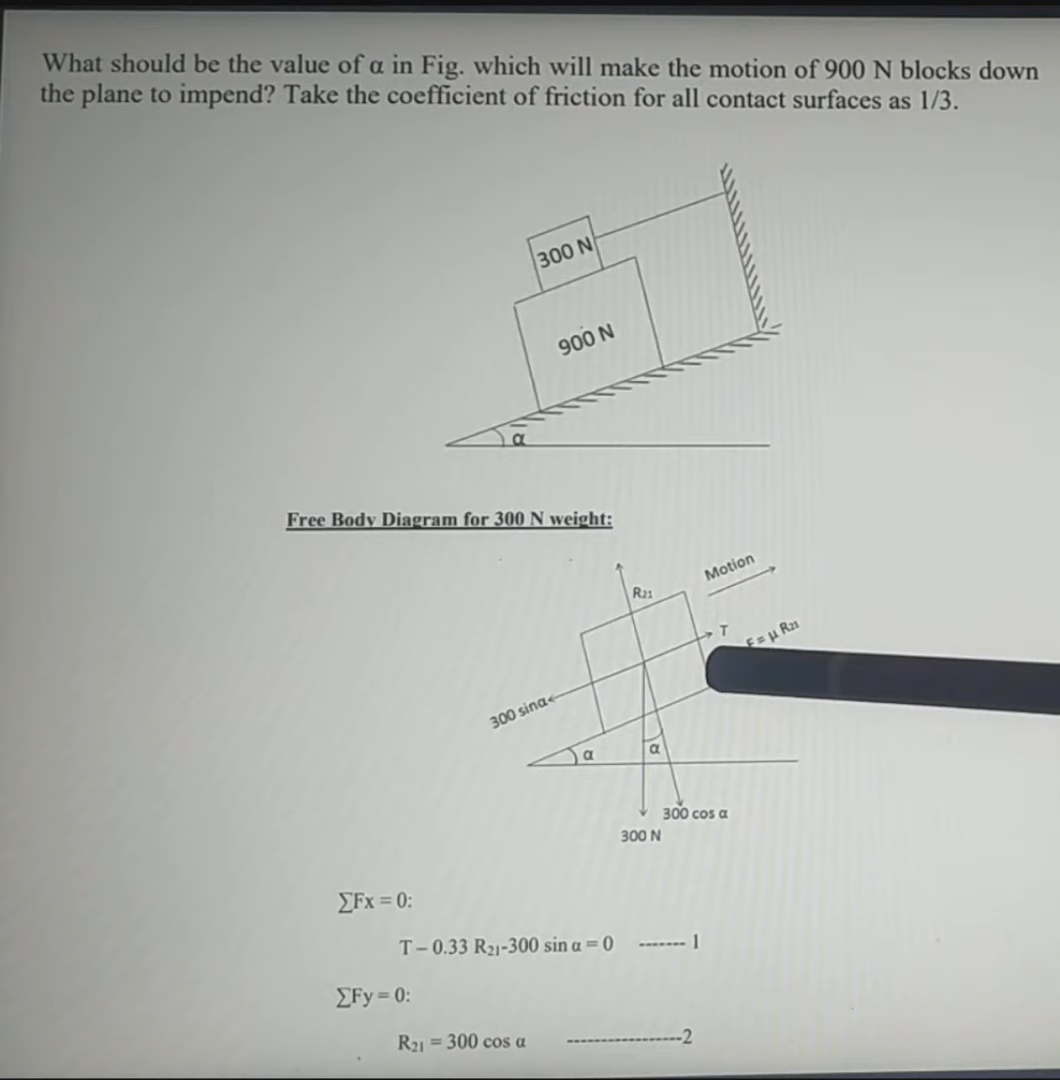 What should be the value of α in Fig. which will make the motion of 900 N blocks down
the plane to impend? Take the coefficient of friction for all contact surfaces as 1/3.
300 N
900 N
α
Free Body Diagram for 300 N weight:
Motion
R21
T
F = μ R21
300 sinα
α
α
300 cos α
300 N
∑Fx = 0:
T – 0.33 R21-300 sin α = 0 ------- 1
∑Fy = 0:
R21 = 300 cos α ------------------2